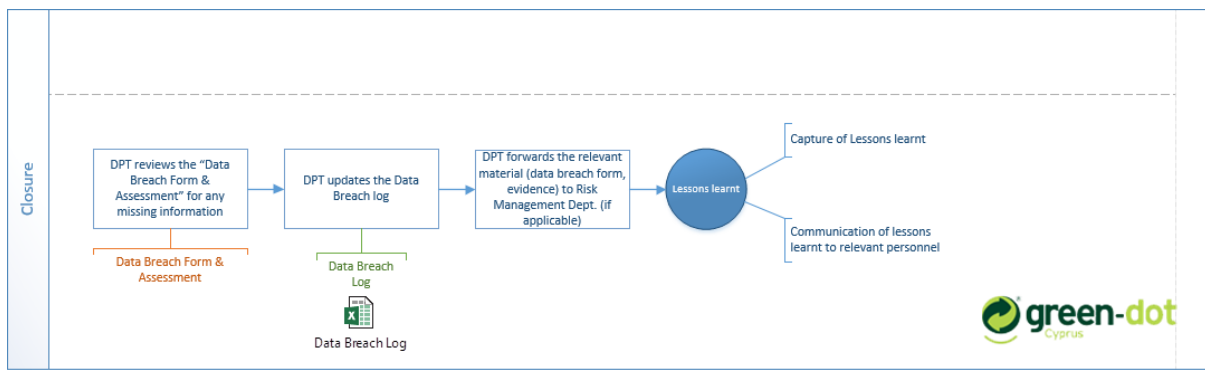 Closure
DPT reviews the “Data
Breach Form &
Assessment” for any
missing information
Data Breach Form &
Assessment
DPT updates the Data
Breach log
Data Breach
Log
Data Breach Log
DPT forwards the relevant
material (data breach form,
evidence) to Risk
Management Dept. (if
applicable)
Lessons learnt
Capture of Lessons learnt
Communication of lessons
learnt to relevant personnel
green-dot
Cyprus